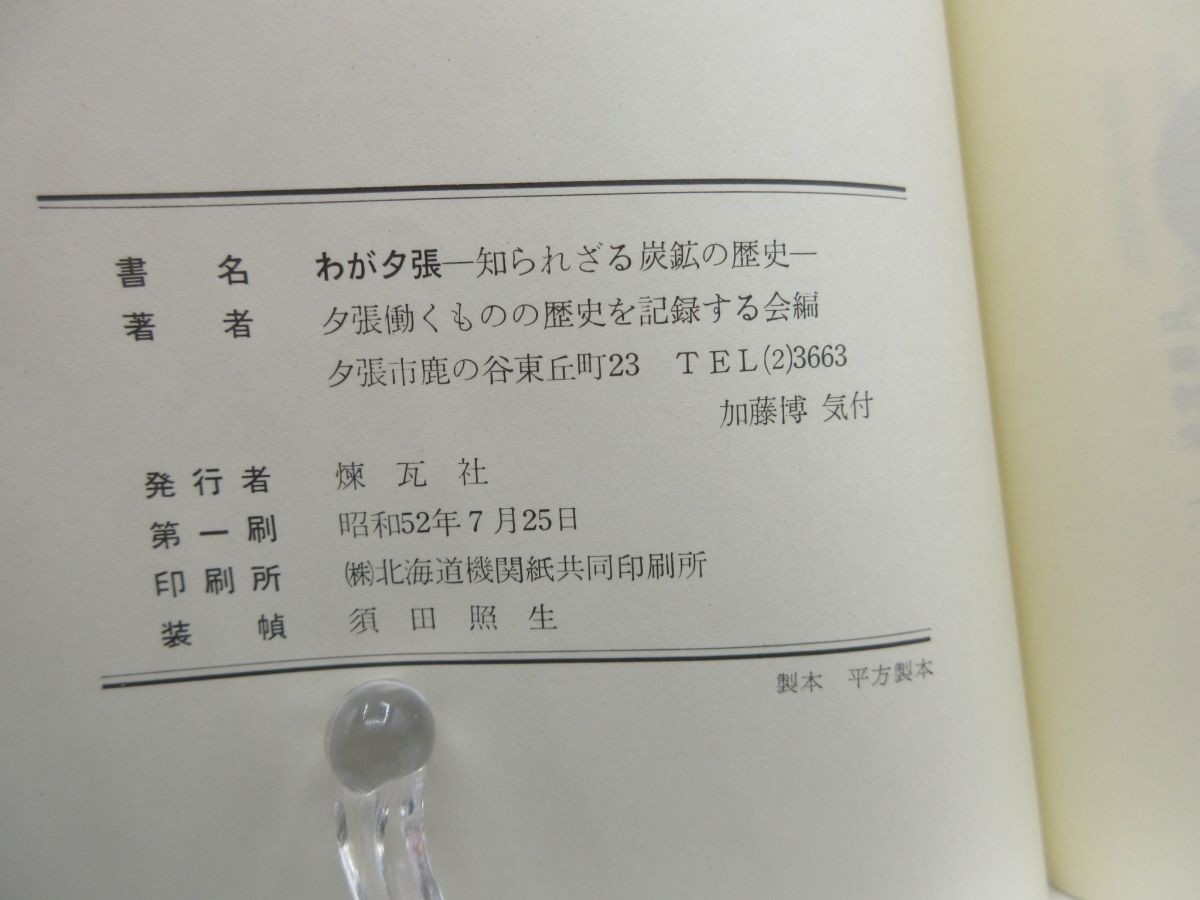 書名 わが夕張―知られざる炭鉱の歴史―
著者 夕張働くものの歴史を記録する会編
夕張市鹿の谷東丘町23 TEL(2)3663
加藤博 気付
発行者 煉瓦社
第一刷 昭和52年7月25日
印刷所 ㈱北海道機関紙共同印刷所
装幀 須田照生
製本 平方製本